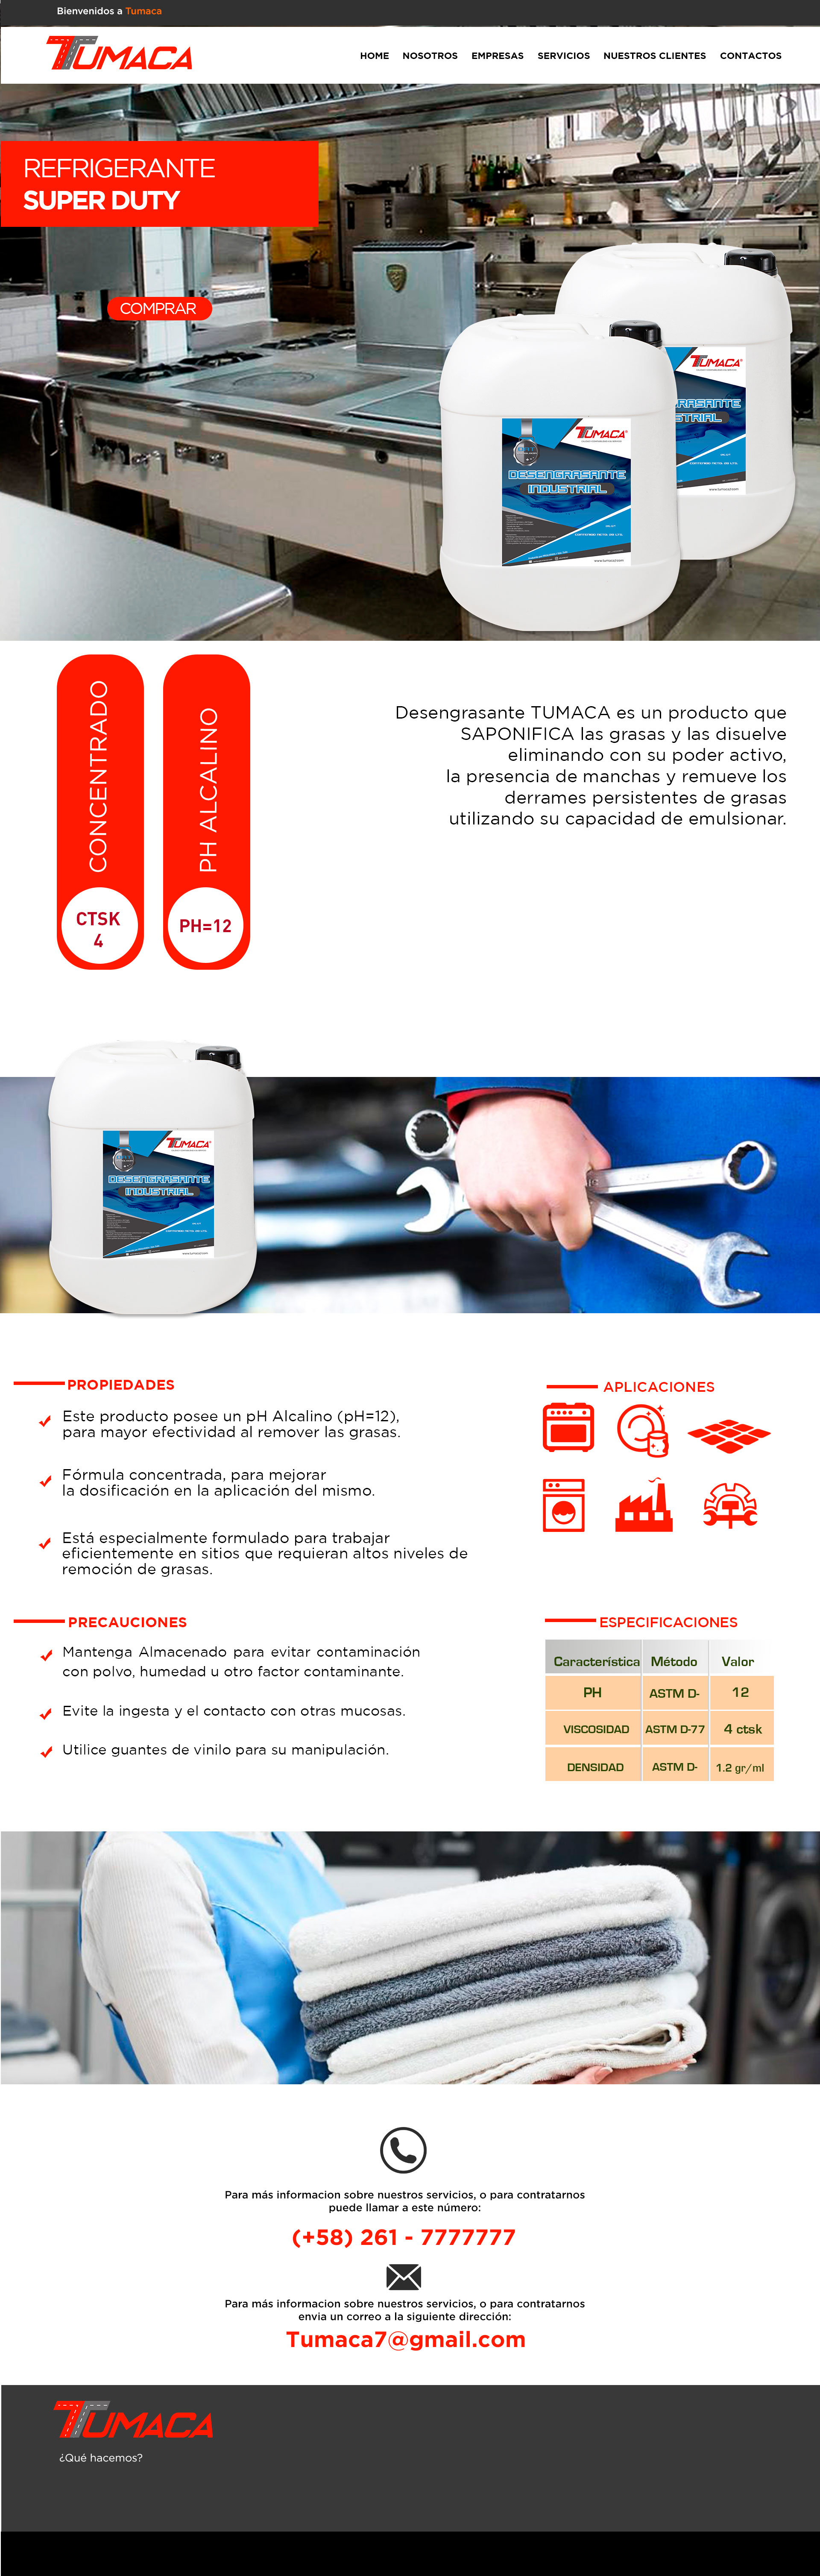 Bienvenidos a Tumaca
TUMACA
HOME NOSOTROS EMPRESAS SERVICIOS NUESTROS CLIENTES CONTACTOS
REFRIGERANTE
SUPER DUTY
COMPRAR
TUMACA
DESENGRASANTE
INDUSTRIAL
TUMACA
RASANTE
STRIAL
CONCENTRADO
CTSK
4
PH ALCALINO
PH=12
Desengrasante TUMACA es un producto que
SAPONIFICA las grasas y las disuelve
eliminando con su poder activo,
la presencia de manchas y remueve los
derrames persistentes de grasas
utilizando su capacidad de emulsionar.
TUMACA
DESENGRASANTE
INDUSTRIAL
PROPIEDADES
Este producto posee un pH Alcalino (pH=12),
para mayor efectividad al remover las grasas.
Fórmula concentrada, para mejorar
la dosificación en la aplicación del mismo.
Está especialmente formulado para trabajar
eficientemente en sitios que requieran altos niveles de
remoción de grasas.
APLICACIONES
PRECAUCIONES
Mantenga Almacenado para evitar contaminación
con polvo, humedad u otro factor contaminante.
Evite la ingesta y el contacto con otras mucosas.
Utilice guantes de vinilo para su manipulación.
ESPECIFICACIONES
Característica Método Valor
PH ASTM D- 12
VISCOSIDAD ASTM D-77 4 ctsk
DENSIDAD ASTM D- 1.2 gr/ml
Para más informacion sobre nuestros servicios, o para contratarnos
puede llamar a este número:
(+58) 261 - 7777777
Para más informacion sobre nuestros servicios, o para contratarnos
envia un correo a la siguiente dirección:
Tumaca7@gmail.com
TUMACA
¿Qué hacemos?